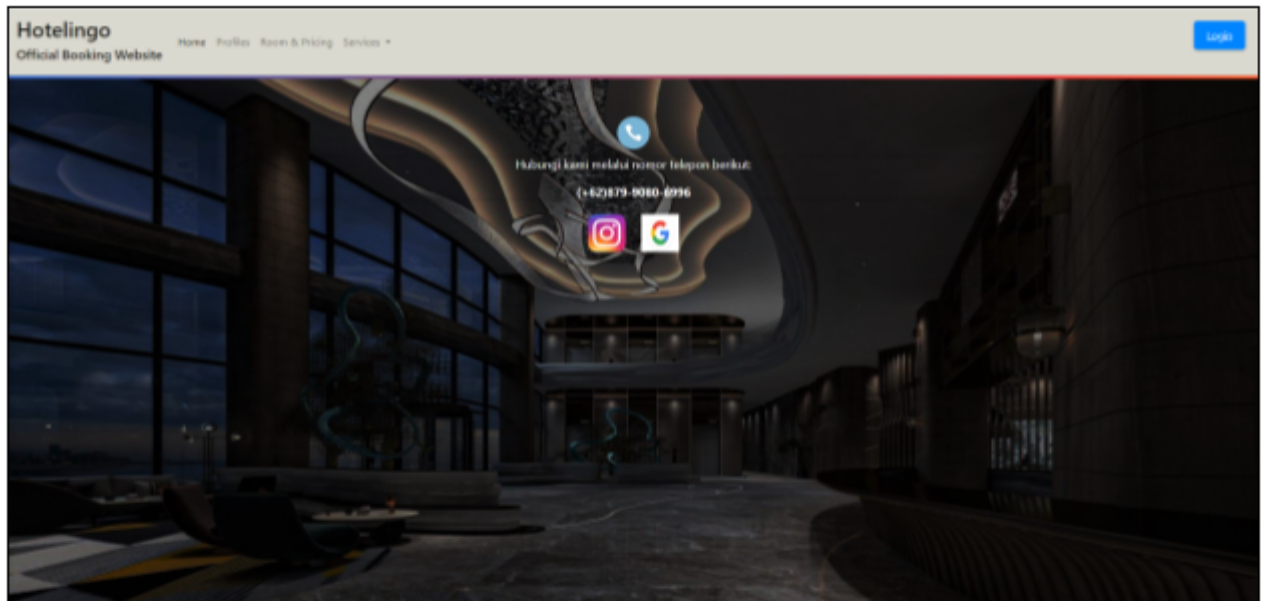 Hotelingo
Official Booking Website
Home Profiles Room & Pricing Services
Login
Hubungi kami melalui nomor telepon berikut:
(+62)879-9080-6996
G